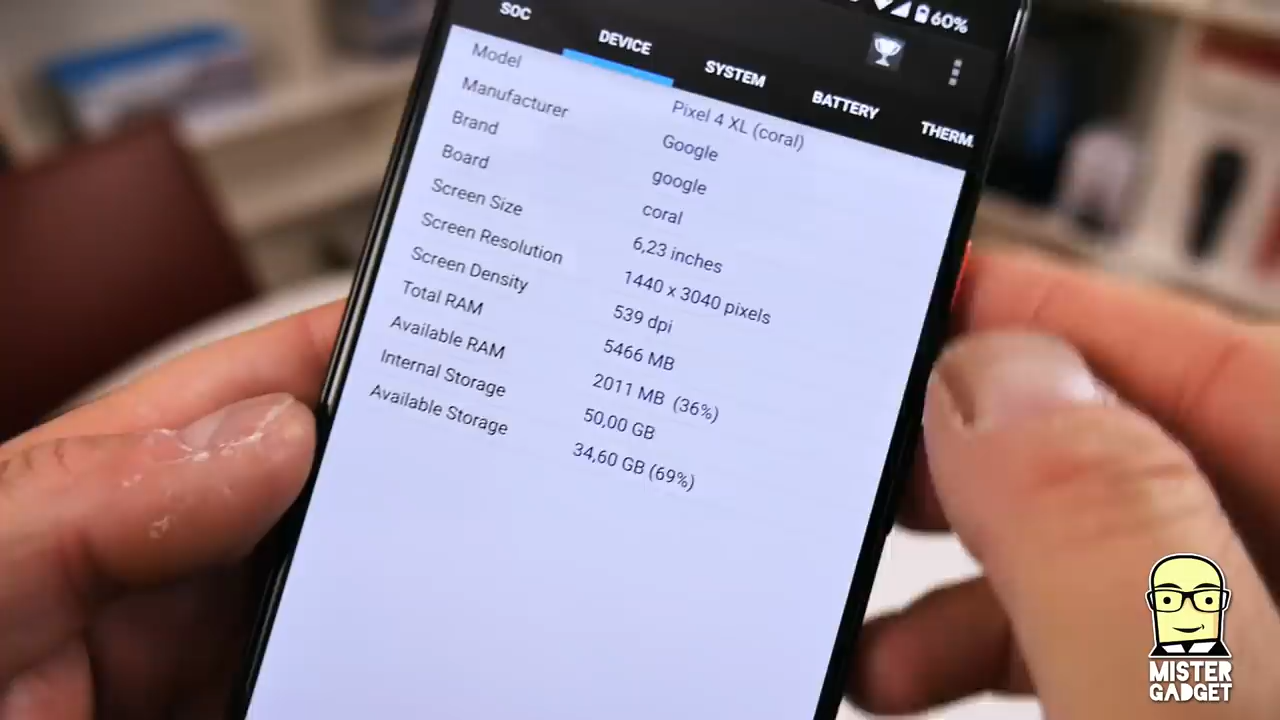 60%
SOC DEVICE SYSTEM BATTERY THERM
Model Pixel 4 XL (coral)
Manufacturer Google
Brand google
Board coral
Screen Size 6,23 inches
Screen Resolution 1440 x 3040 pixels
Screen Density 539 dpi
Total RAM 5466 MB
Available RAM 2011 MB (36%)
Internal Storage 50,00 GB
Available Storage 34,60 GB (69%)
MISTER
GADGET